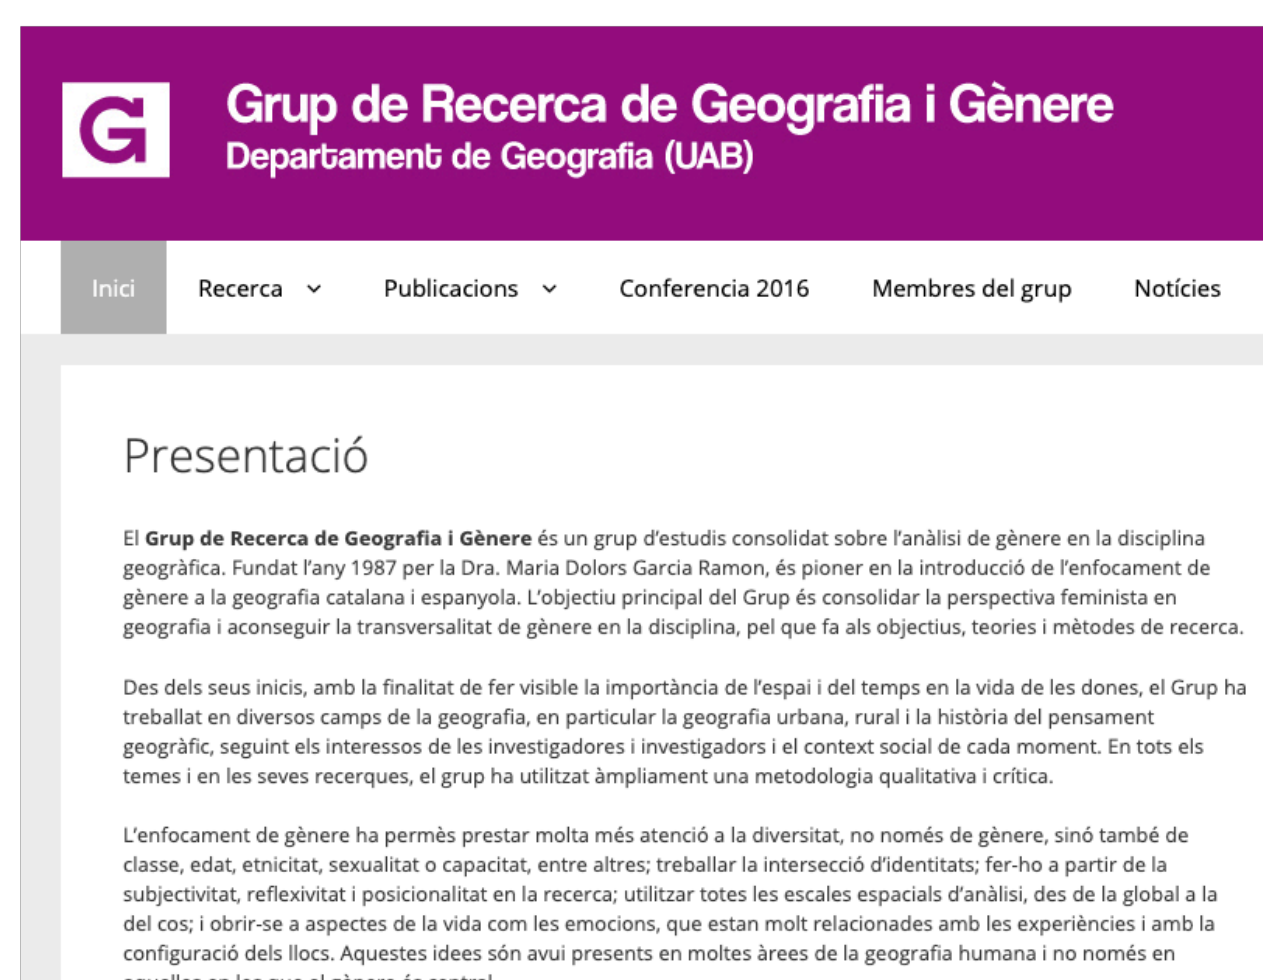 G
Grup de Recerca de Geografia i Gènere
Departament de Geografia (UAB)
Inici Recerca Publicacions Conferencia 2016 Membres del grup Notícies
Presentació
El Grup de Recerca de Geografia i Gènere és un grup d’estudis consolidat sobre l’anàlisi de gènere en la disciplina
geogràfica. Fundat l’any 1987 per la Dra. Maria Dolors Garcia Ramon, és pioner en la introducció de l’enfocament de
gènere a la geografia catalana i espanyola. L’objectiu principal del Grup és consolidar la perspectiva feminista en
geografia i aconseguir la transversalitat de gènere en la disciplina, pel que fa als objectius, teories i mètodes de recerca.
Des dels seus inicis, amb la finalitat de fer visible la importància de l’espai i del temps en la vida de les dones, el Grup ha
treballat en diversos camps de la geografia, en particular la geografia urbana, rural i la història del pensament
geogràfic, seguint els interessos de les investigadores i investigadors i el context social de cada moment. En tots els
temes i en les seves recerques, el grup ha utilitzat àmpliament una metodologia qualitativa i crítica.
L’enfocament de gènere ha permès prestar molta més atenció a la diversitat, no només de gènere, sinó també de
classe, edat, etnicitat, sexualitat o capacitat, entre altres; treballar la intersecció d’identitats; fer-ho a partir de la
subjectivitat, reflexivitat i posicionalitat en la recerca; utilitzar totes les escales espacials d’anàlisi, des de la global a la
del cos; i obrir-se a aspectes de la vida com les emocions, que estan molt relacionades amb les experiències i amb la
configuració dels llocs. Aquestes idees són avui presents en moltes àrees de la geografia humana i no només en